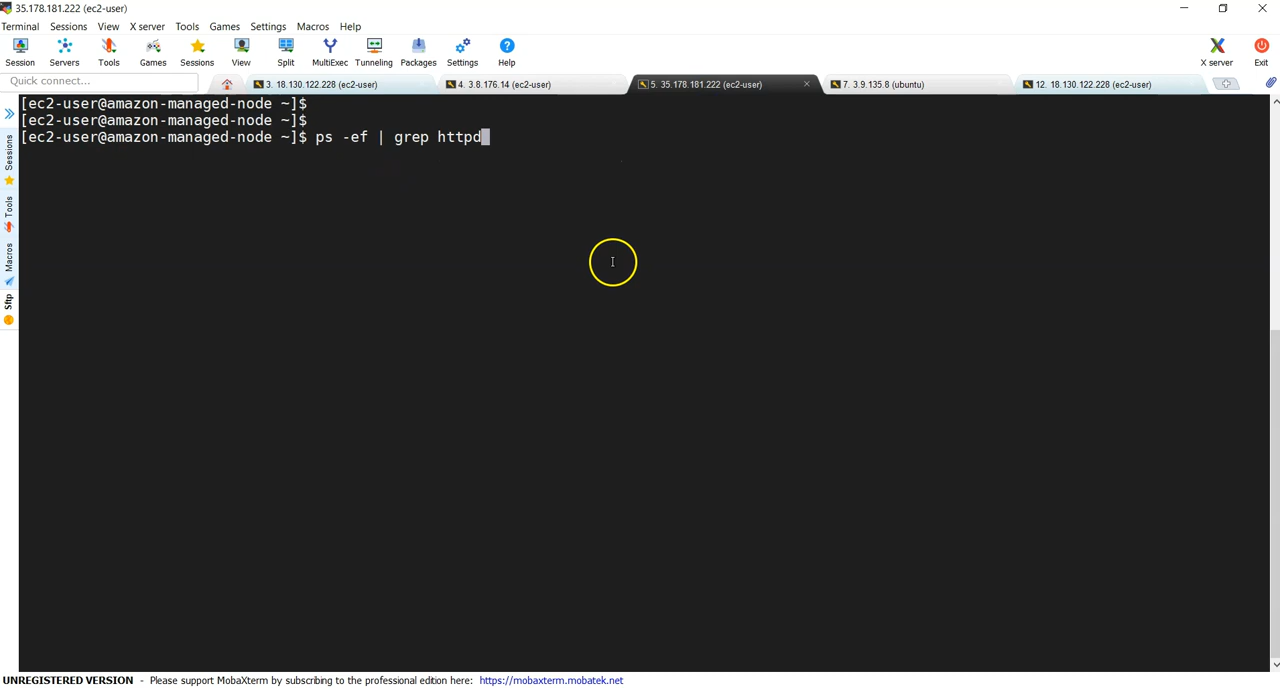 35.178.181.222 (ec2-user)
Terminal Sessions View X server Tools Games Settings Macros Help
Session Servers Tools Games Sessions View Split MultiExec Tunneling Packages Settings Help X server Exit
Quick connect... 3. 18.130.122.228 (ec2-user) 4. 3.8.176.14 (ec2-user) 5. 35.178.181.222 (ec2-user) 7. 3.9.135.8 (ubuntu) 12. 18.130.122.228 (ec2-user)
[ec2-user@amazon-managed-node ~]$
[ec2-user@amazon-managed-node ~]$
[ec2-user@amazon-managed-node ~]$ ps -ef | grep httpd
Sessions
Tools
Macros
Sftp
UNREGISTERED VERSION - Please support MobaXterm by subscribing to the professional edition here: https://mobaxterm.mobatek.net